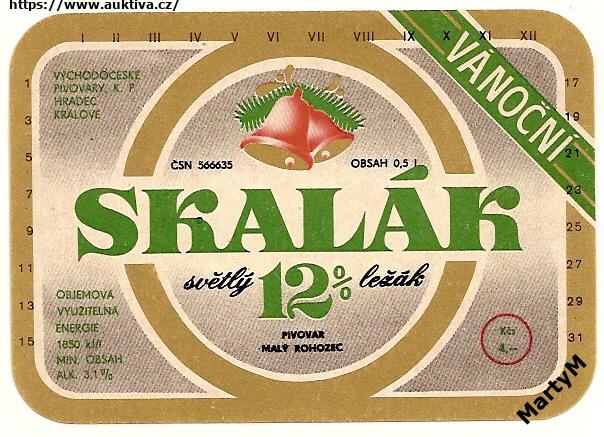 https://www.auktiva.cz/
I II III IV V VI VII VIII IX X XI XII
VÝCHODOČESKÉ
PIVOVARY, K. P.
HRADEC
KRÁLOVÉ
VÁNOČNÍ
1
3
5
7
9
11
13
15
17
19
21
23
25
27
29
31
ČSN 566635
OBSAH 0,5 l
SKALÁK
světlý 12% ležák
PIVOVAR
MALÝ ROHOZEC
OBJEMOVÁ
VYUŽITELNÁ
ENERGIE
1850 kJ/l
MIN. OBSAH
ALK. 3,1%
Kčs
4,—
MartyM